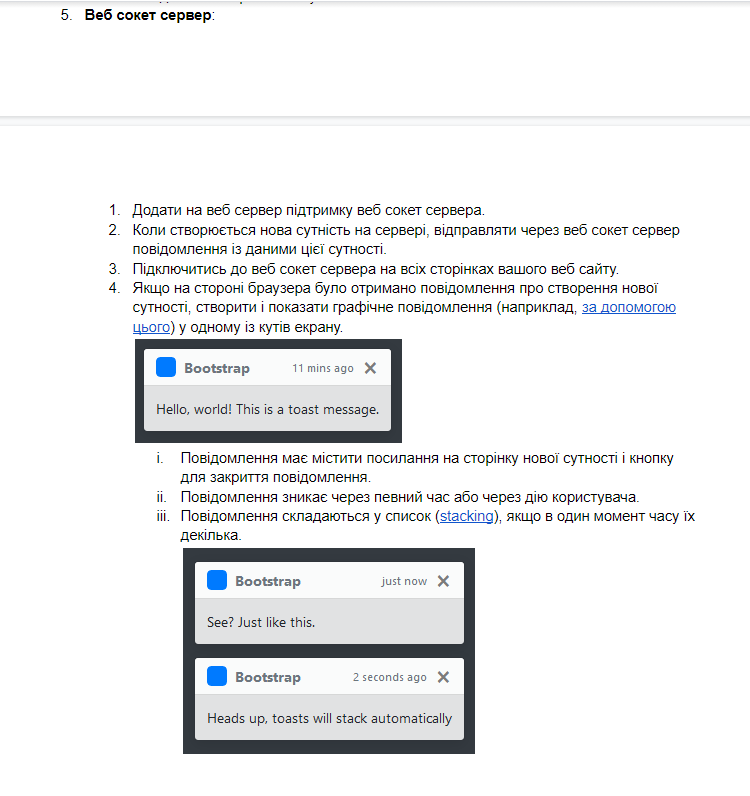 5. Веб сокет сервер:
1. Додати на веб сервер підтримку веб сокет сервера.
2. Коли створюється нова сутність на сервері, відправляти через веб сокет сервер
повідомлення із даними цієї сутності.
3. Підключитись до веб сокет сервера на всіх сторінках вашого веб сайту.
4. Якщо на стороні браузера було отримано повідомлення про створення нової
сутності, створити і показати графічне повідомлення (наприклад, за допомогою
цього) у одному із кутів екрану.
Bootstrap 11 mins ago ×
Hello, world! This is a toast message.
i. Повідомлення має містити посилання на сторінку нової сутності і кнопку
для закриття повідомлення.
ii. Повідомлення зникає через певний час або через дію користувача.
iii. Повідомлення складаються у список (stacking), якщо в один момент часу їх
декілька.
Bootstrap just now ×
See? Just like this.
Bootstrap 2 seconds ago ×
Heads up, toasts will stack automatically